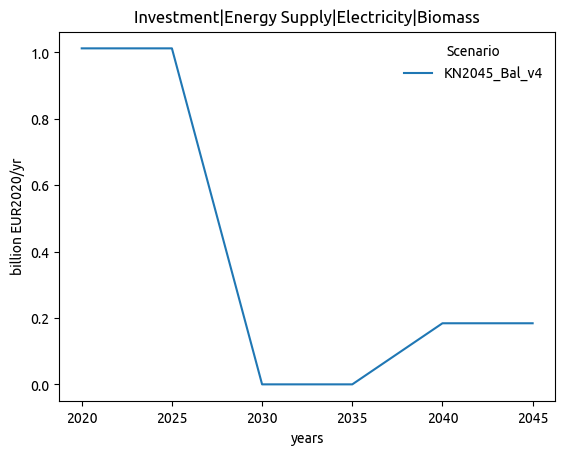 Investment|Energy Supply|Electricity|Biomass
Scenario
KN2045_Bal_v4
billion EUR2020/yr
1.0
0.8
0.6
0.4
0.2
0.0
2020 2025 2030 2035 2040 2045
years